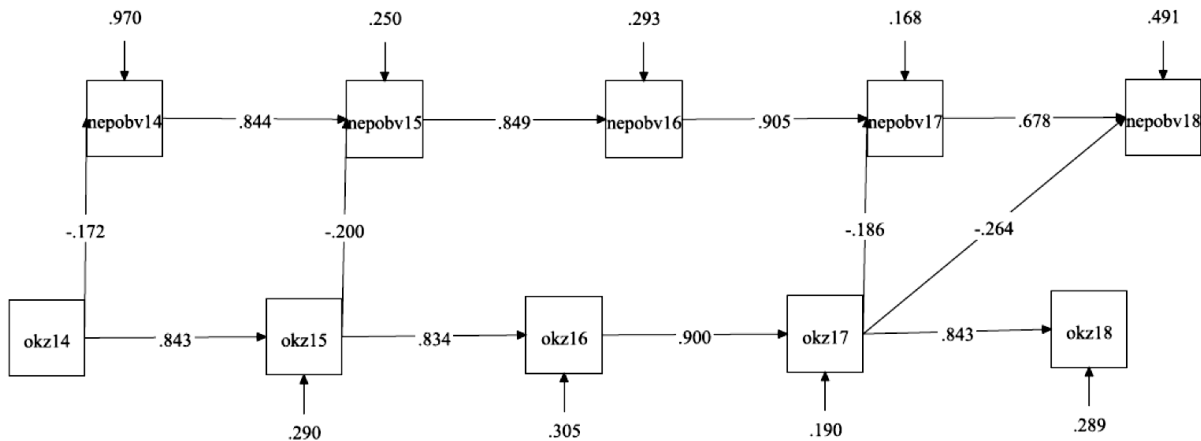 .970 .250 .293 .168 .491
nepobv14 .844 nepobv15 .849 nepobv16 .905 nepobv17 .678 nepobv18
-.172 -.200 -.186 -.264
okz14 .843 okz15 .834 okz16 .900 okz17 .843 okz18
.290 .305 .190 .289